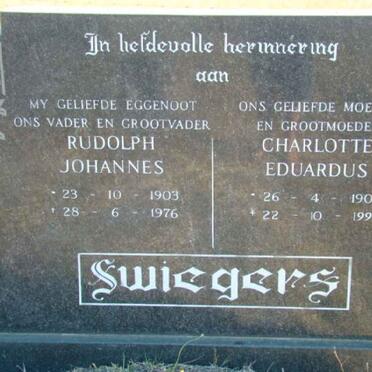 In liefdevolle herinnering
aan
MY GELIEFDE EGGENOOT
ONS VADER EN GROOTVADER
RUDOLPH
JOHANNES
* 23 - 10 - 1903
† 28 - 6 - 1976
ONS GELIEFDE MOE
EN GROOTMOEDE
CHARLOTTE
EDUARDUS
* 26 - 4 - 190
† 22 - 10 - 199
Swiegers